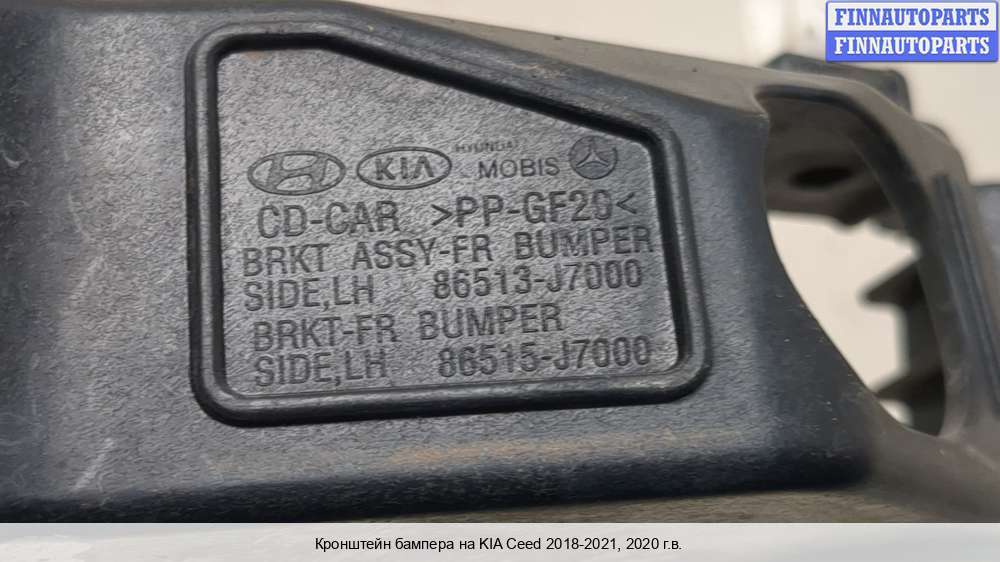 FINNAUTOPARTS
FINNAUTOPARTS
KIA HYUNDAI MOBIS
CD-CAR >PP-GF20<
BRKT ASSY-FR BUMPER
SIDE,LH 86513-J7000
BRKT-FR BUMPER
SIDE,LH 86515-J7000
Кронштейн бампера на KIA Ceed 2018-2021, 2020 г.в.